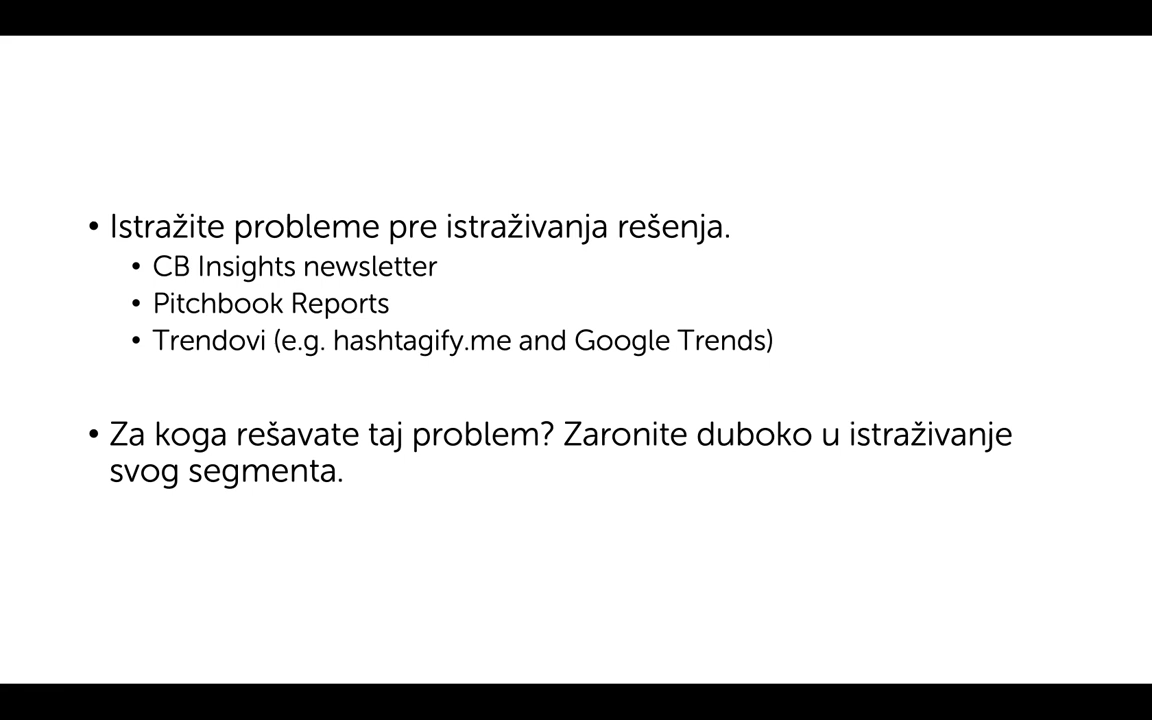 • Istražite probleme pre istraživanja rešenja.
• CB Insights newsletter
• Pitchbook Reports
• Trendovi (e.g. hashtagify.me and Google Trends)
• Za koga rešavate taj problem? Zaronite duboko u istraživanje
svog segmenta.